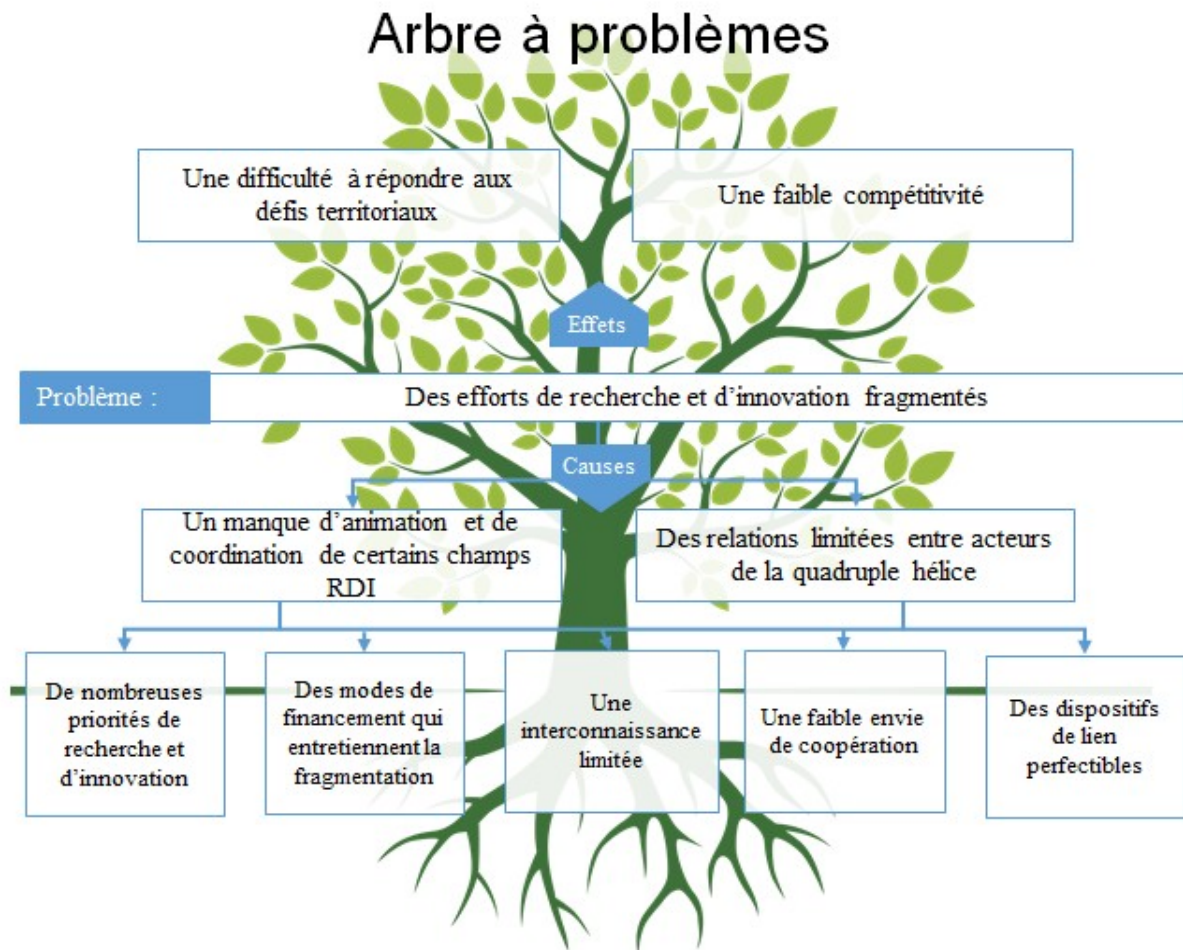 Arbre à problèmes
Une difficulté à répondre aux
défis territoriaux
Une faible compétitivité
Effets
Problème :
Des efforts de recherche et d’innovation fragmentés
Causes
Un manque d’animation et de
coordination de certains champs
RDI
Des relations limitées entre acteurs
de la quadruple hélice
De nombreuses
priorités de
recherche et
d’innovation
Des modes de
financement qui
entretiennent la
fragmentation
Une
interconnaissance
limitée
Une faible envie
de coopération
Des dispositifs
de lien
perfectibles